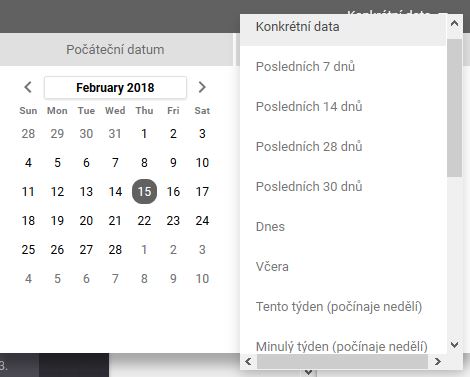 Konkrétní data
Počáteční datum
February 2018
Sun Mon Tue Wed Thu Fri Sat
28 29 30 31 1 2 3
4 5 6 7 8 9 10
11 12 13 14 15 16 17
18 19 20 21 22 23 24
25 26 27 28 1 2 3
4 5 6 7 8 9 10
Konkrétní data
Posledních 7 dnů
Posledních 14 dnů
Posledních 28 dnů
Posledních 30 dnů
Dnes
Včera
Tento týden (počínaje nedělí)
Minulý týden (počínaje nedělí)
3.